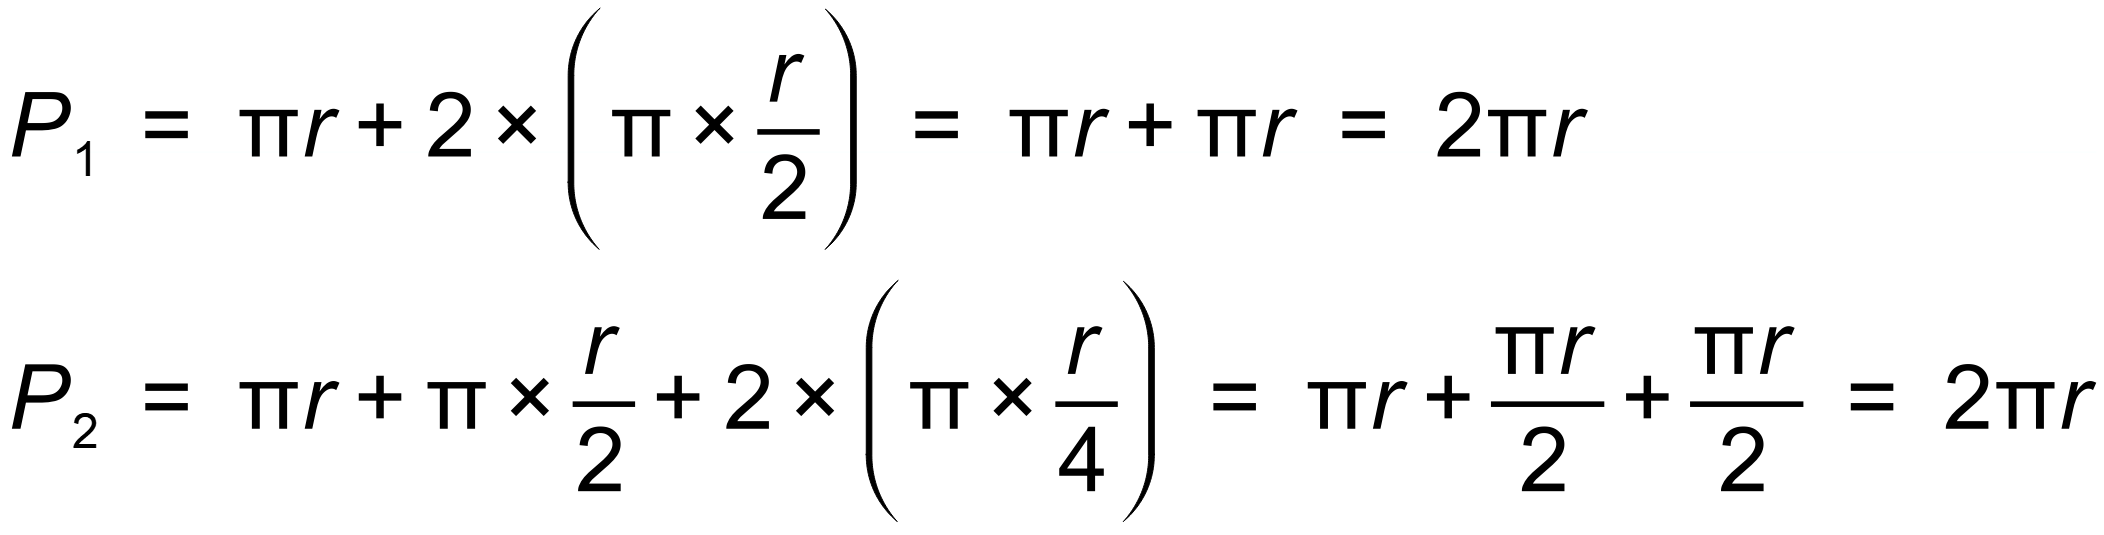 P₁ = πr + 2 × (π × r/2) = πr + πr = 2πr
P₂ = πr + π × r/2 + 2 × (π × r/4) = πr + πr/2 + πr/2 = 2πr